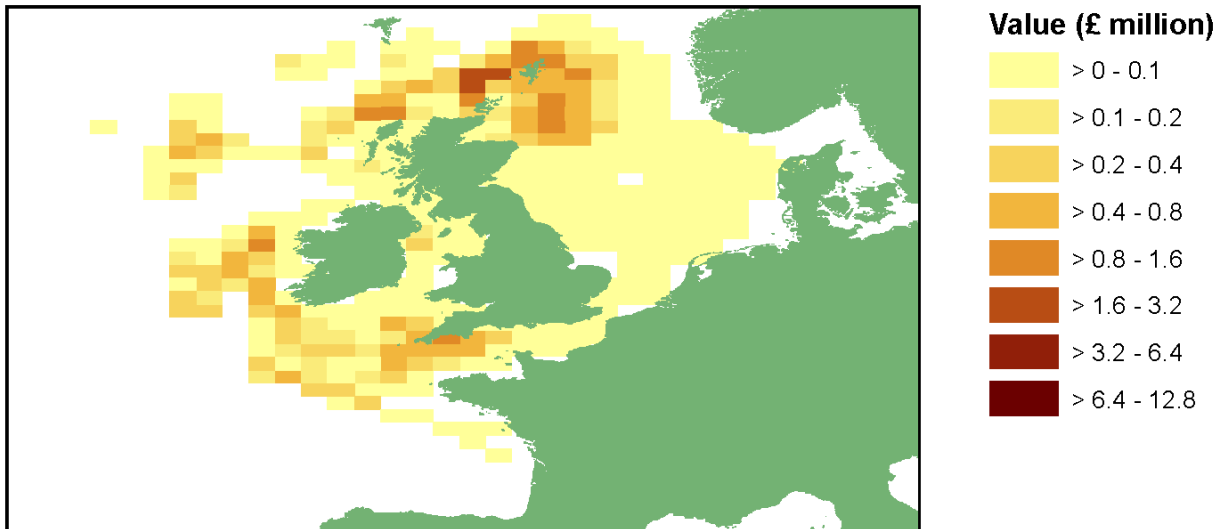 Value (£ million)
> 0 - 0.1
> 0.1 - 0.2
> 0.2 - 0.4
> 0.4 - 0.8
> 0.8 - 1.6
> 1.6 - 3.2
> 3.2 - 6.4
> 6.4 - 12.8